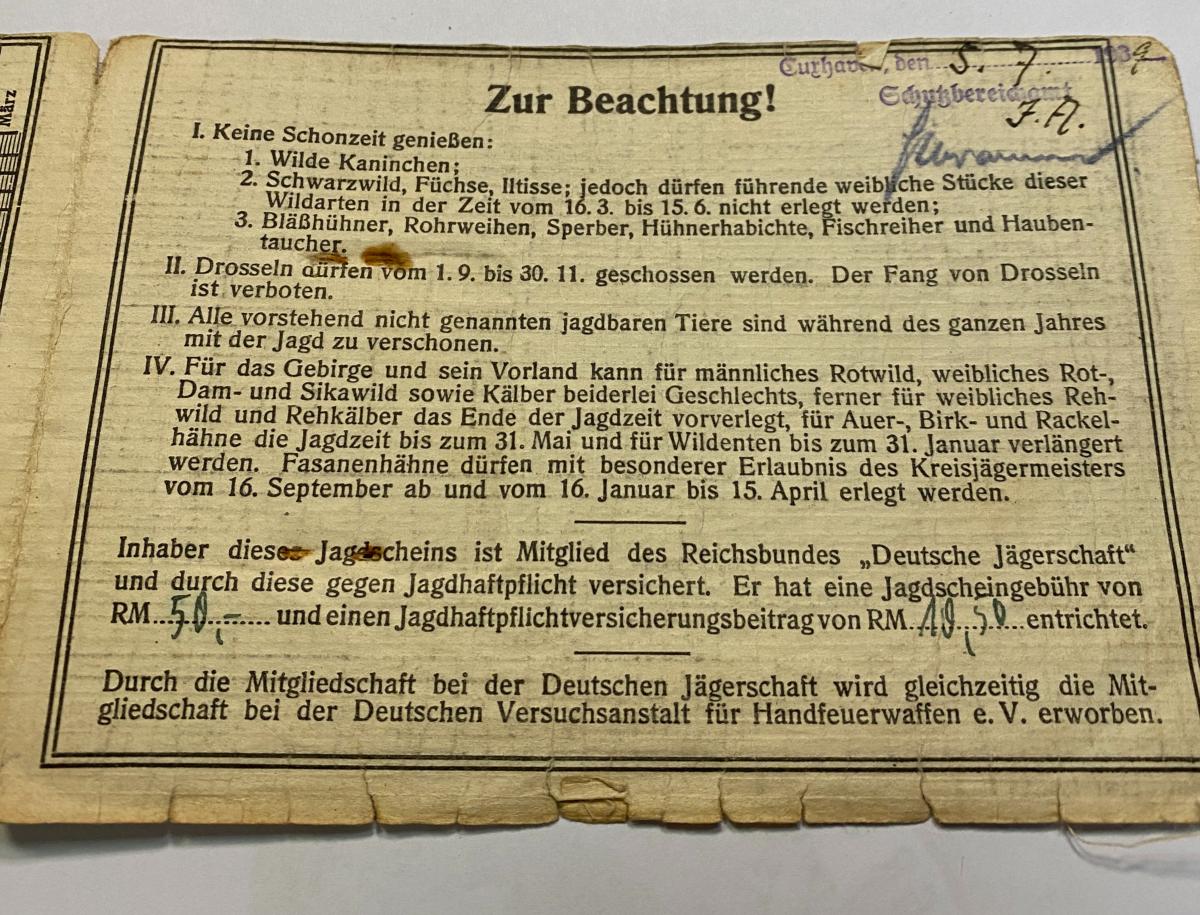 März
Cuxhaven, den 5. 7. 1939
Schutzbereichamt
J. A.
Zur Beachtung!
I. Keine Schonzeit genießen:
1. Wilde Kaninchen;
2. Schwarzwild, Füchse, Iltisse; jedoch dürfen führende weibliche Stücke dieser
Wildarten in der Zeit vom 16. 3. bis 15. 6. nicht erlegt werden;
3. Bläßhühner, Rohrweihen, Sperber, Hühnerhabichte, Fischreiher und Hauben-
taucher.
II. Drosseln dürfen vom 1. 9. bis 30. 11. geschossen werden. Der Fang von Drosseln
ist verboten.
III. Alle vorstehend nicht genannten jagdbaren Tiere sind während des ganzen Jahres
mit der Jagd zu verschonen.
IV. Für das Gebirge und sein Vorland kann für männliches Rotwild, weibliches Rot-,
Dam- und Sikawild sowie Kälber beiderlei Geschlechts, ferner für weibliches Reh-
wild und Rehkälber das Ende der Jagdzeit vorverlegt, für Auer-, Birk- und Rackel-
hähne die Jagdzeit bis zum 31. Mai und für Wildenten bis zum 31. Januar verlängert
werden. Fasanenhähne dürfen mit besonderer Erlaubnis des Kreisjägermeisters
vom 16. September ab und vom 16. Januar bis 15. April erlegt werden.
Inhaber dieses Jagdscheins ist Mitglied des Reichsbundes „Deutsche Jägerschaft“
und durch diese gegen Jagdhaftpflicht versichert. Er hat eine Jagdscheingebühr von
RM 50,- und einen Jagdhaftpflichtversicherungsbeitrag von RM 10,50 entrichtet.
Durch die Mitgliedschaft bei der Deutschen Jägerschaft wird gleichzeitig die Mit-
gliedschaft bei der Deutschen Versuchsanstalt für Handfeuerwaffen e. V. erworben.